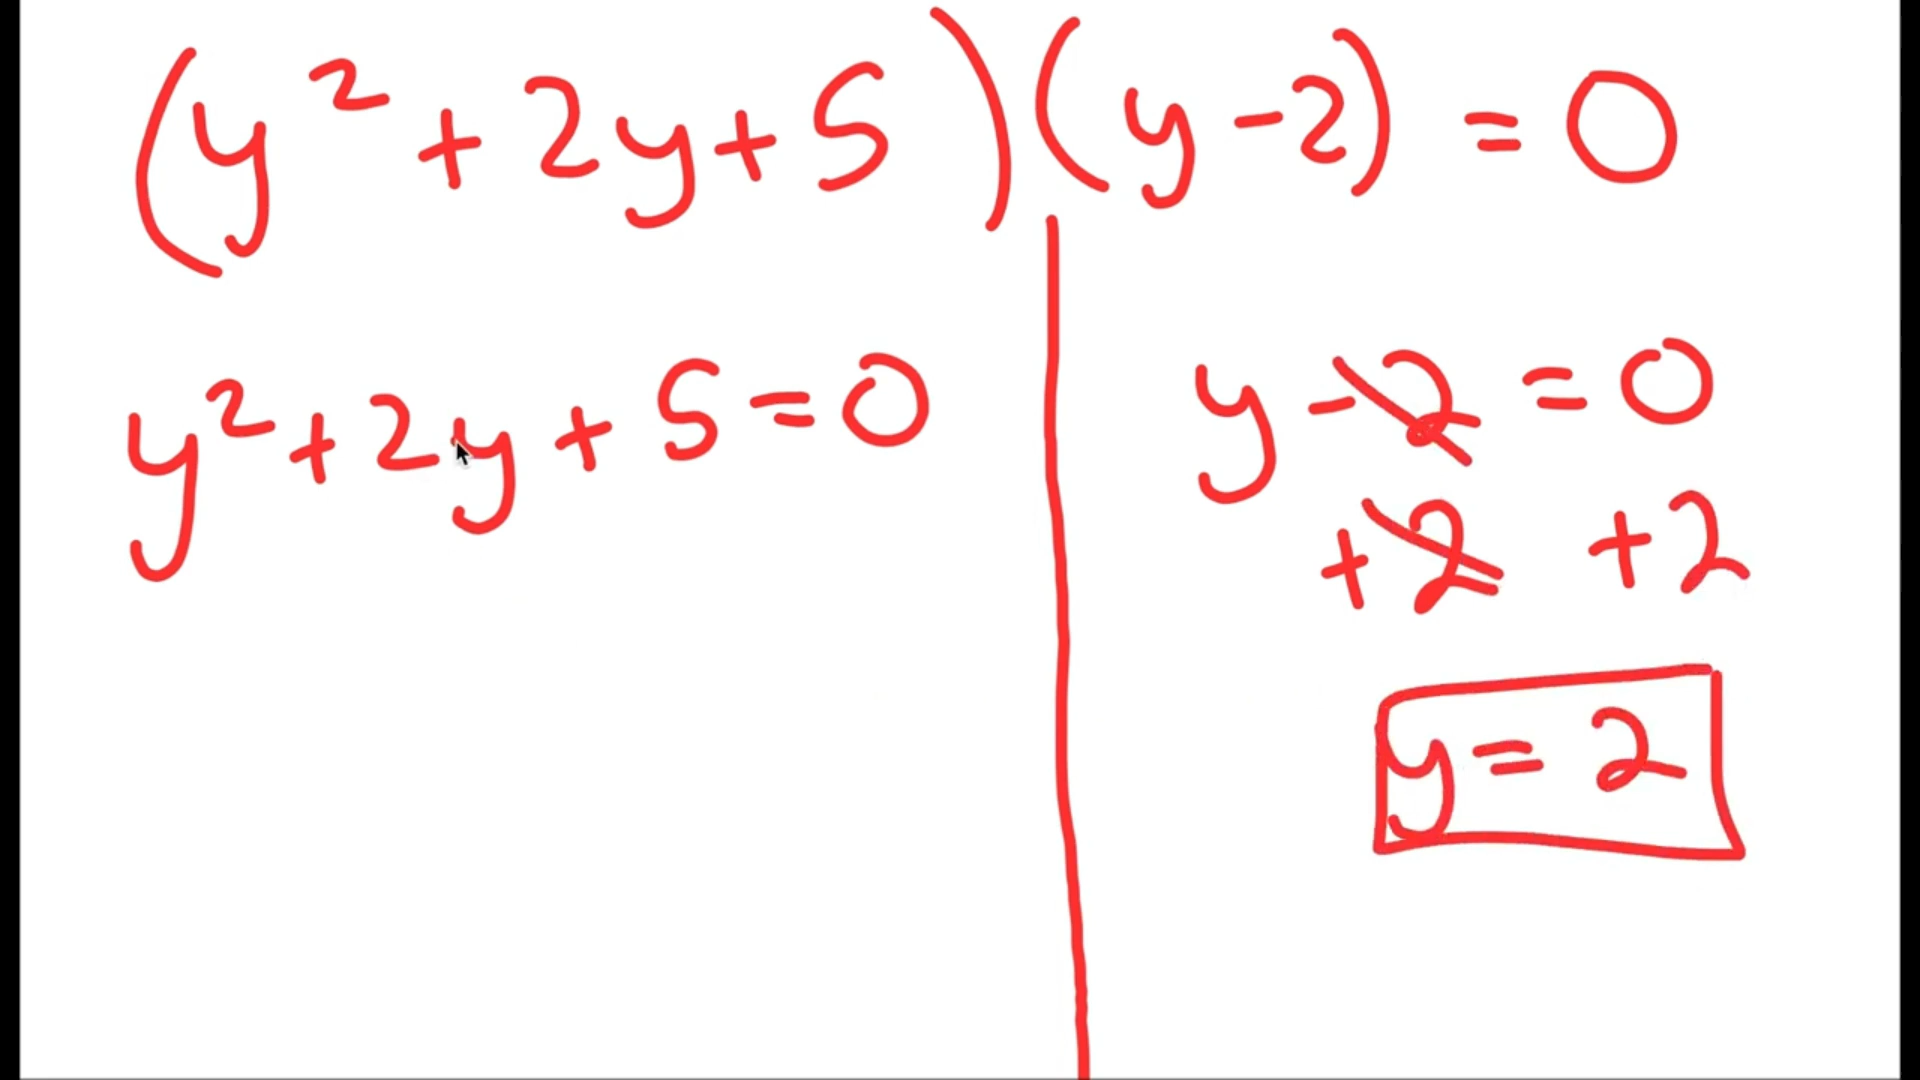 (y² + 2y + 5)(y - 2) = 0
y² + 2y + 5 = 0
y - 2 = 0
+ 2 + 2
y = 2